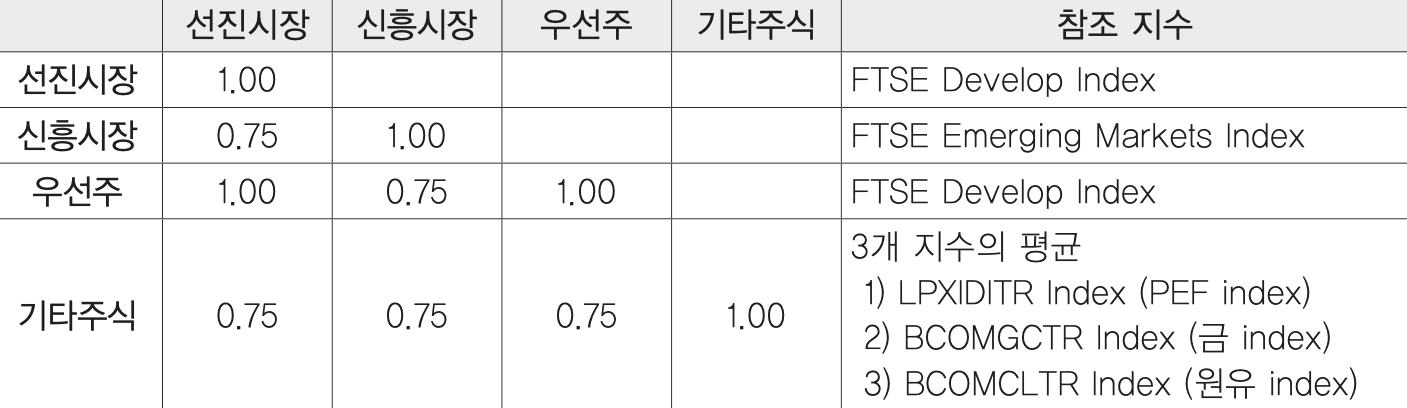 선진시장 신흥시장 우선주 기타주식 참조 지수
선진시장 1.00 FTSE Develop Index
신흥시장 0.75 1.00 FTSE Emerging Markets Index
우선주 1.00 0.75 1.00 FTSE Develop Index
기타주식 0.75 0.75 0.75 1.00 3개 지수의 평균
1) LPXIDITR Index (PEF index)
2) BCOMGCTR Index (금 index)
3) BCOMCLTR Index (원유 index)